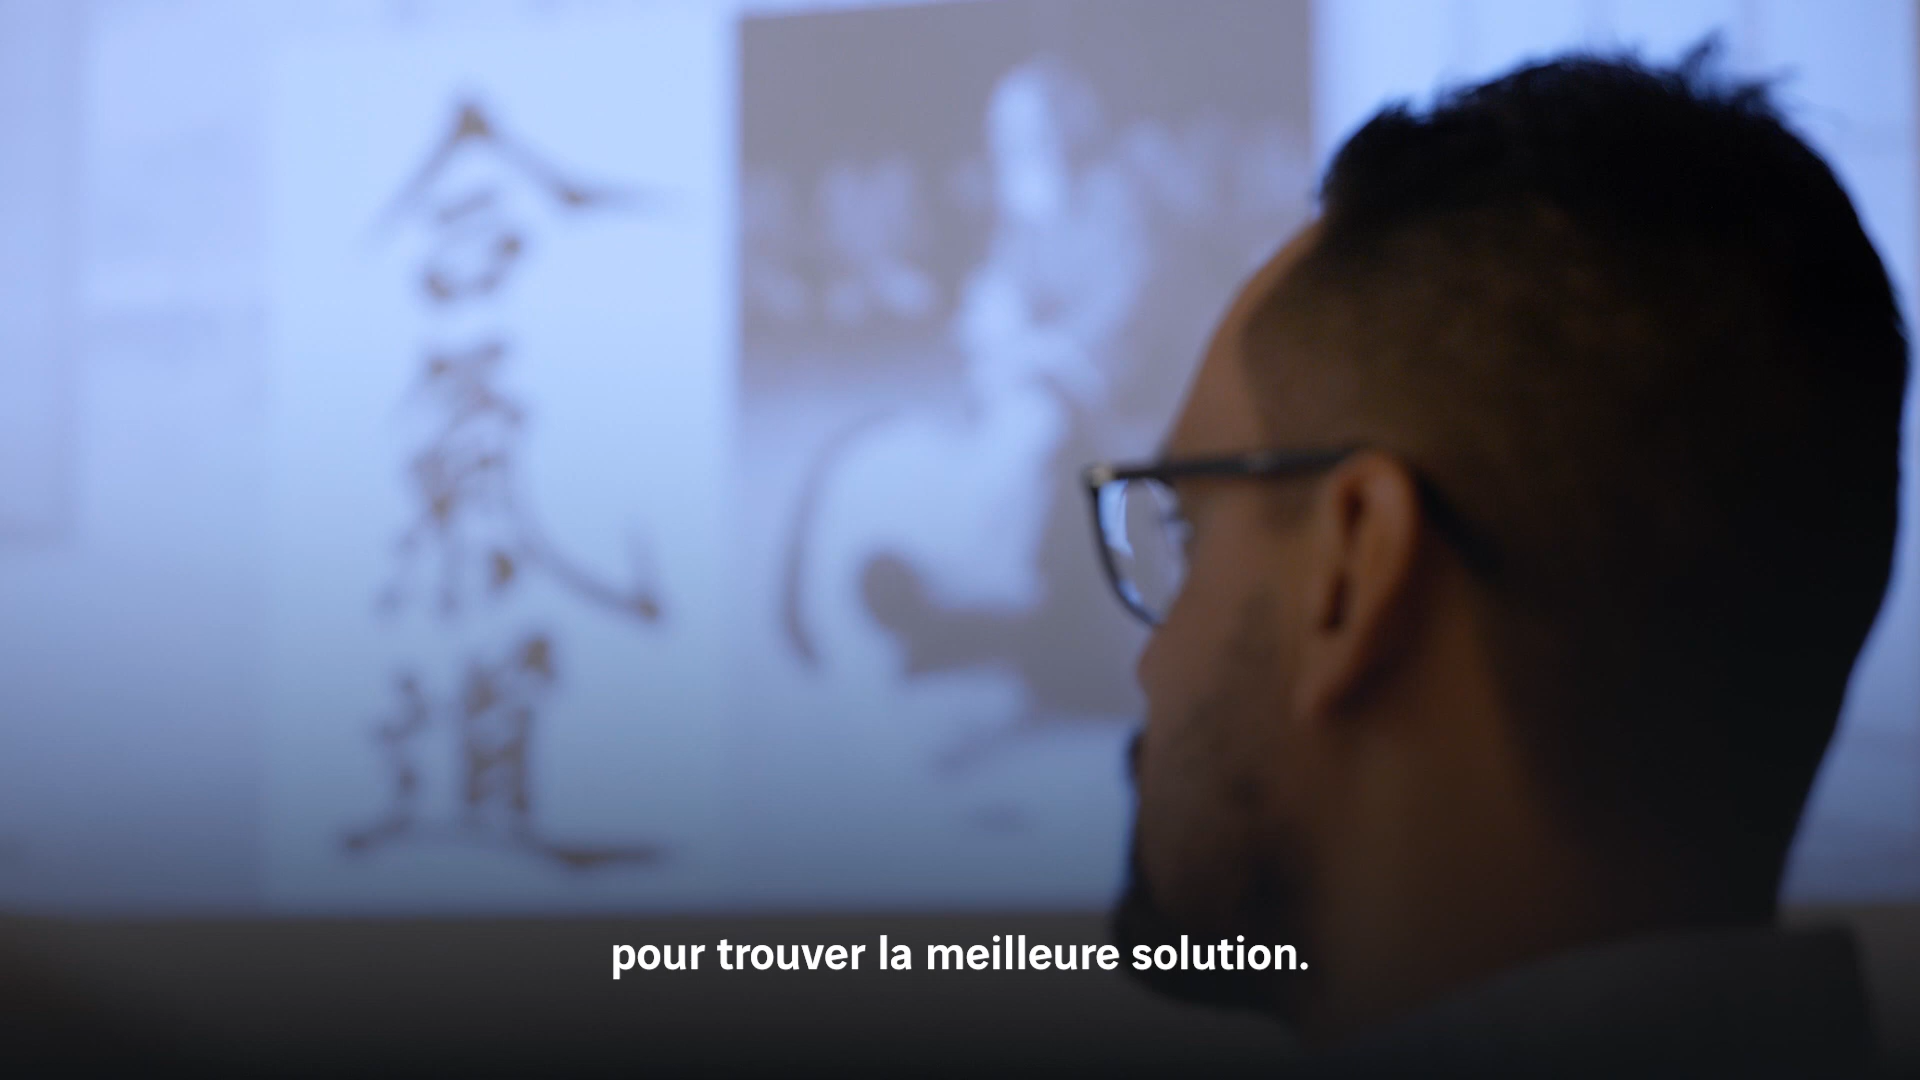 合
氣
道
pour trouver la meilleure solution.